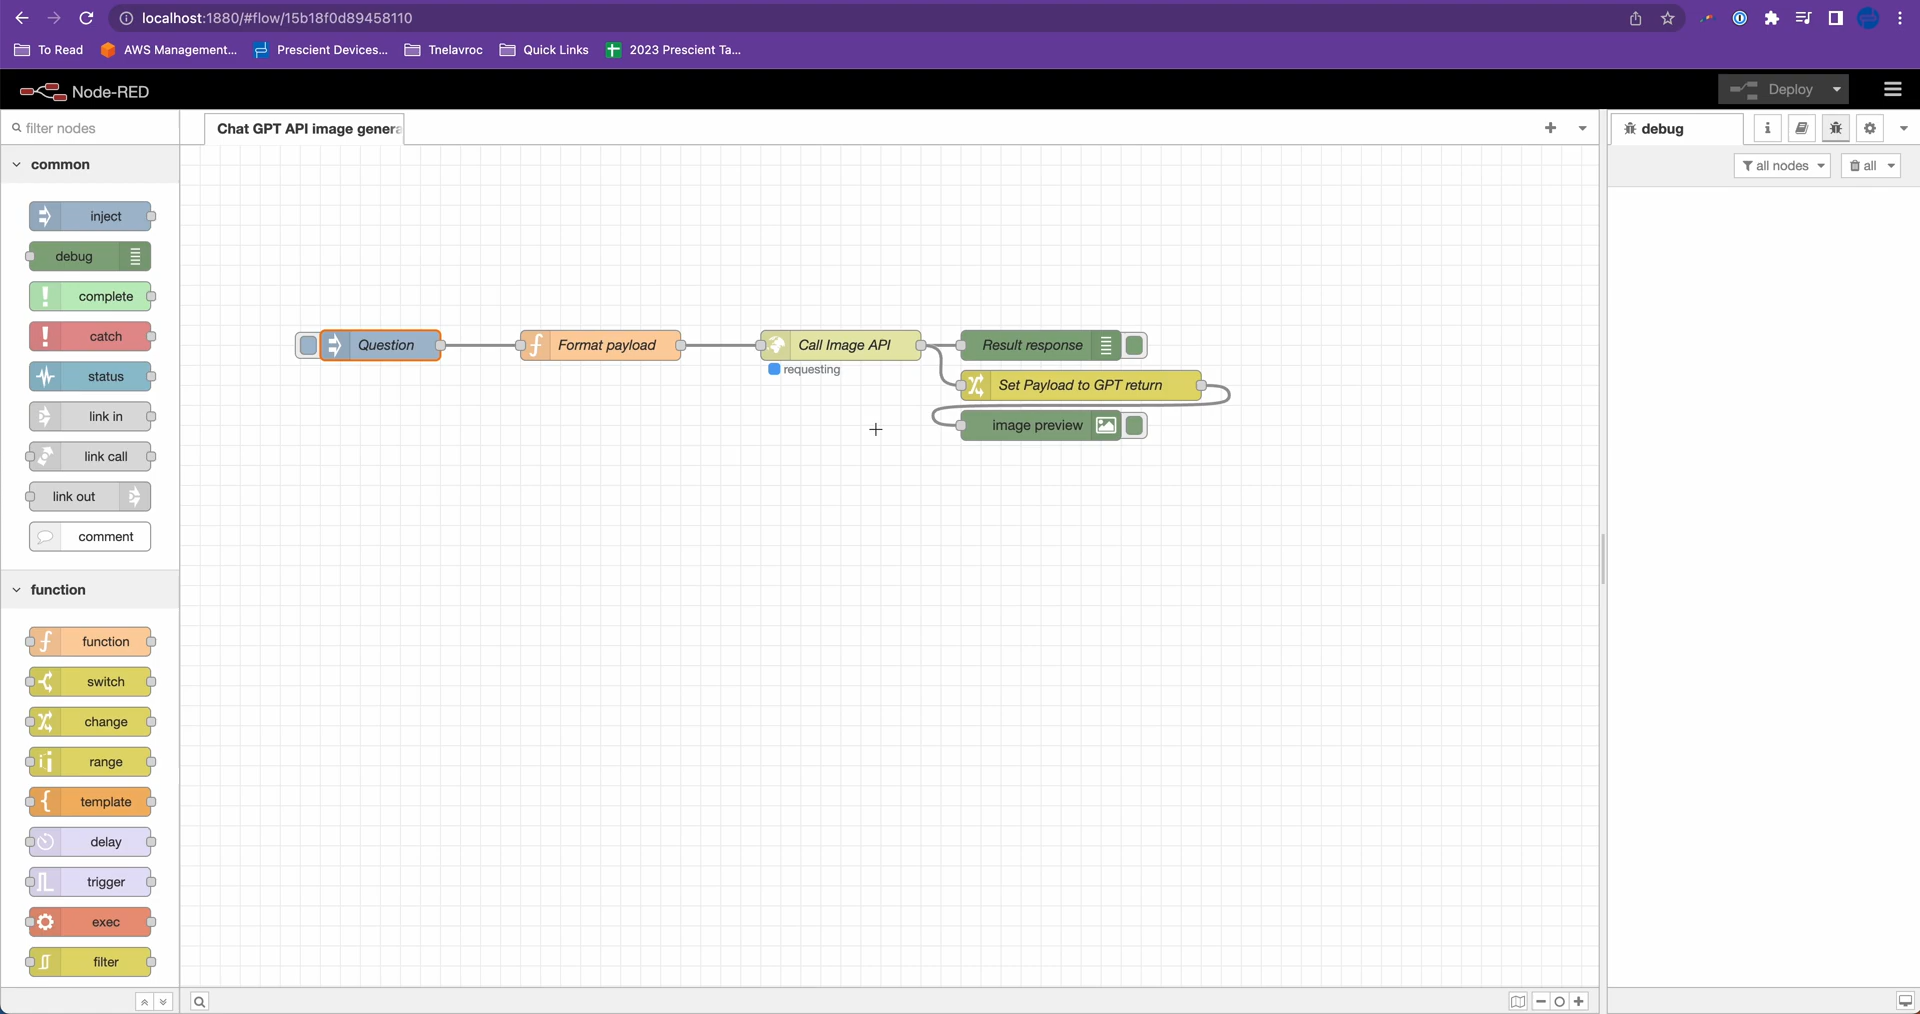 localhost:1880/#flow/15b18f0d89458110
To Read
AWS Management...
Prescient Devices...
Tnelavroc
Quick Links
2023 Prescient Ta...
Node-RED
Deploy
filter nodes
Chat GPT API image genera
debug
all nodes
all
common
inject
debug
complete
catch
status
link in
link call
link out
comment
function
function
switch
change
range
template
delay
trigger
exec
filter
Question
Format payload
Call Image API
requesting
Result response
Set Payload to GPT return
image preview